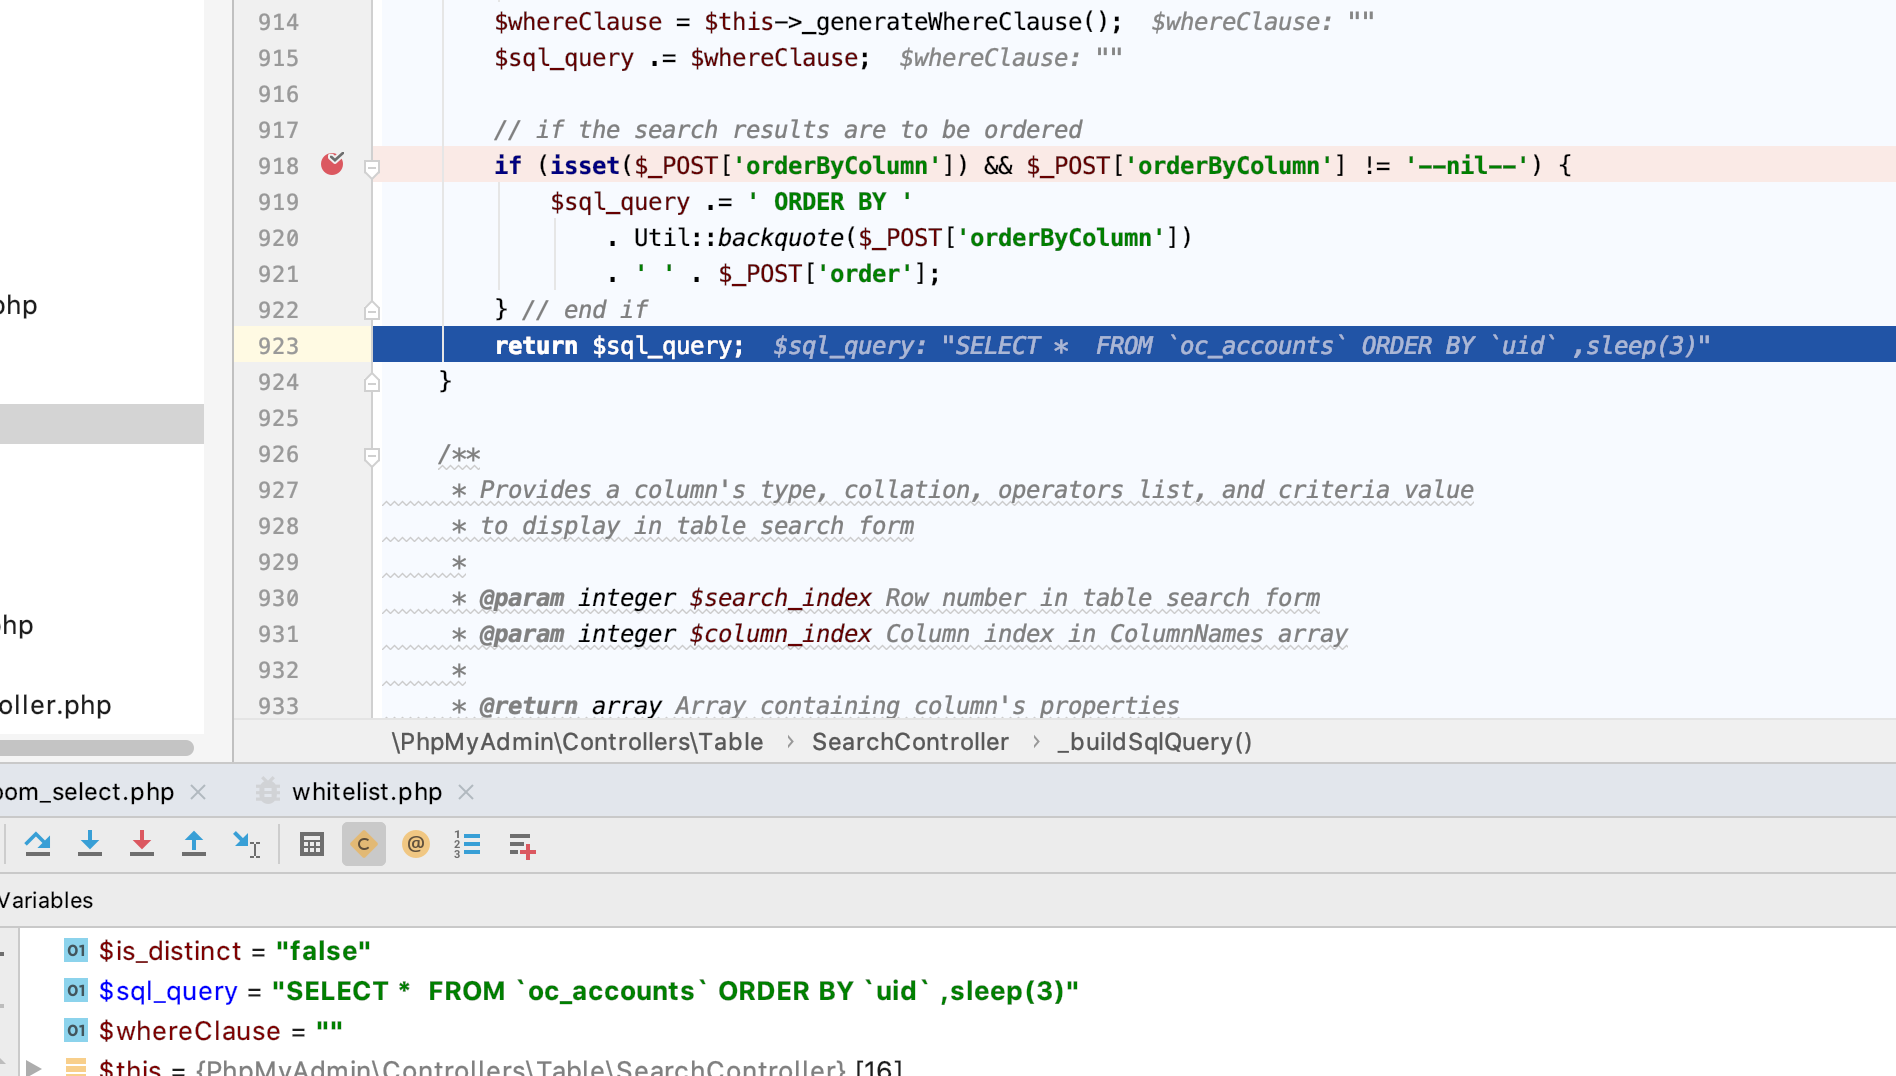 914 $whereClause = $this->_generateWhereClause(); $whereClause: ""
915 $sql_query .= $whereClause; $whereClause: ""
916
917 // if the search results are to be ordered
918 if (isset($_POST['orderByColumn']) && $_POST['orderByColumn'] != '--nil--') {
919 $sql_query .= ' ORDER BY '
920 . Util::backquote($_POST['orderByColumn'])
921 . ' ' . $_POST['order'];
922 } // end if
923 return $sql_query; $sql_query: "SELECT *  FROM `oc_accounts` ORDER BY `uid` ,sleep(3)"
924 }
925
926 /**
927 * Provides a column's type, collation, operators list, and criteria value
928 * to display in table search form
929 *
930 * @param integer $search_index Row number in table search form
931 * @param integer $column_index Column index in ColumnNames array
932 *
933 * @return array Array containing column's properties
php
hp
oller.php
\PhpMyAdmin\Controllers\Table › SearchController › _buildSqlQuery()
oom_select.php × whitelist.php ×
Variables
01 $is_distinct = "false"
01 $sql_query = "SELECT *  FROM `oc_accounts` ORDER BY `uid` ,sleep(3)"
01 $whereClause = ""
$this = {PhpMyAdmin\Controllers\Table\SearchController} [16]